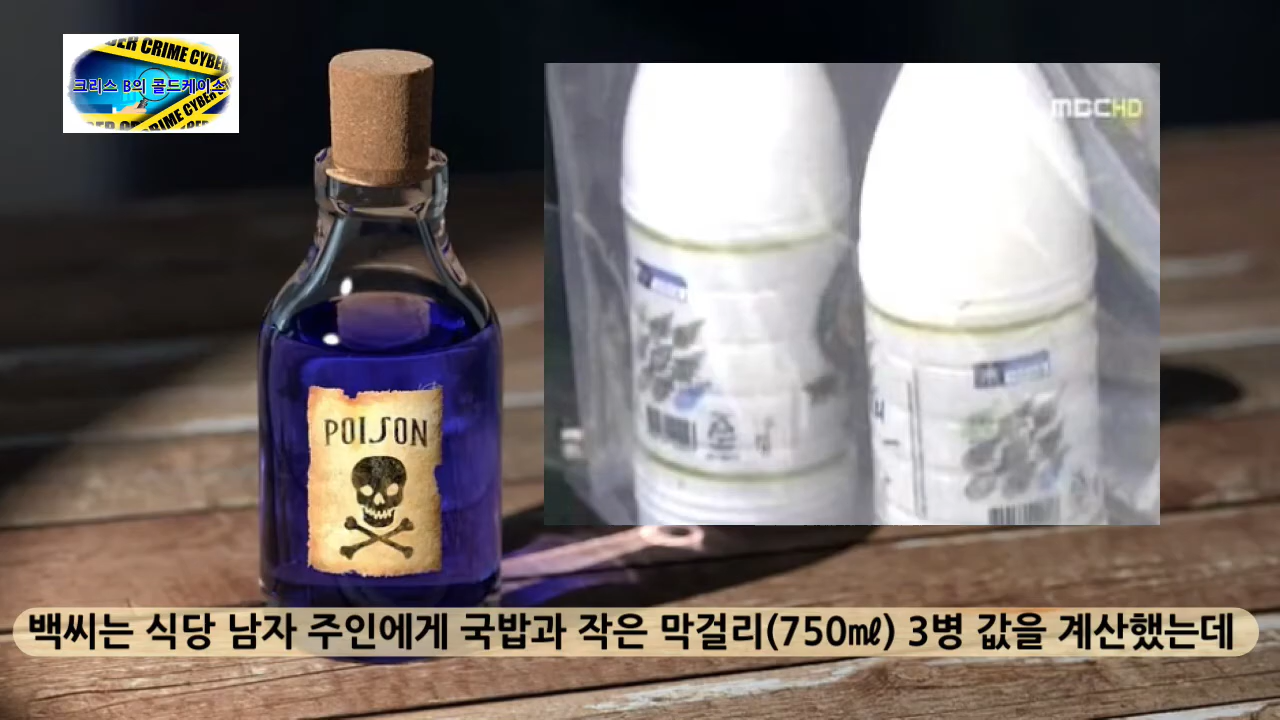 크리스 B의 콜드케이스
MBCHD
POISON
백씨는 식당 남자 주인에게 국밥과 작은 막걸리(750㎖) 3병 값을 계산했는데